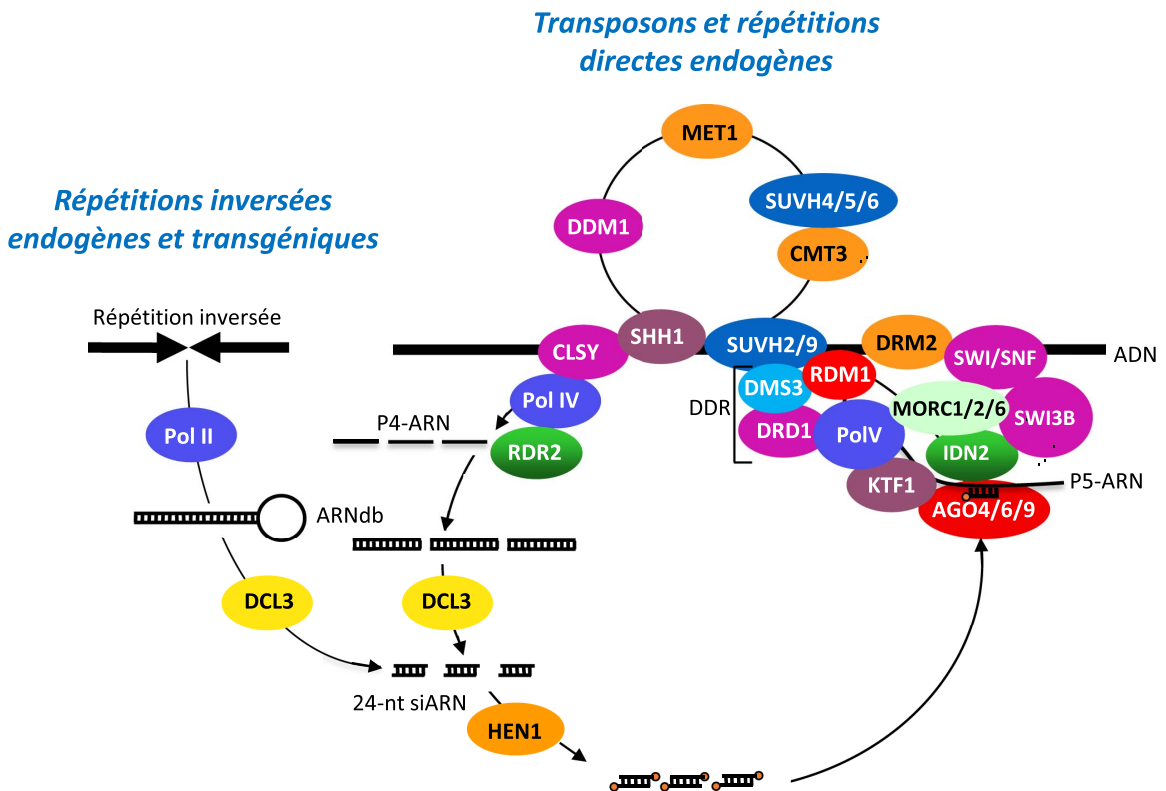 Transposons et répétitions
directes endogènes
MET1
Répétitions inversées
endogènes et transgéniques
SUVH4/5/6
DDM1
CMT3
Répétition inversée
SHH1
CLSY
SUVH2/9
DRM2
SWI/SNF
ADN
DMS3
RDM1
DDR
Pol IV
MORC1/2/6
SWI3B
P4-ARN
Pol II
DRD1
PolV
RDR2
IDN2
KTF1
P5-ARN
AGO4/6/9
ARNdb
DCL3
DCL3
24-nt siARN
HEN1